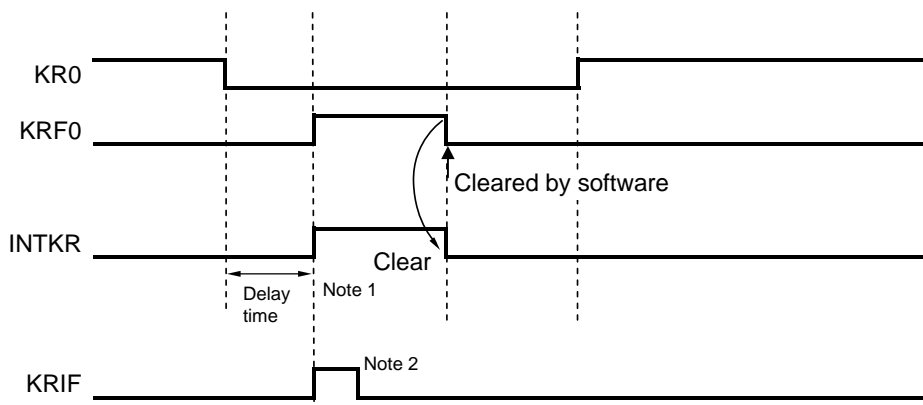 KR0
KRF0
Cleared by software
INTKR
Clear
Delay
time
Note 1
Note 2
KRIF